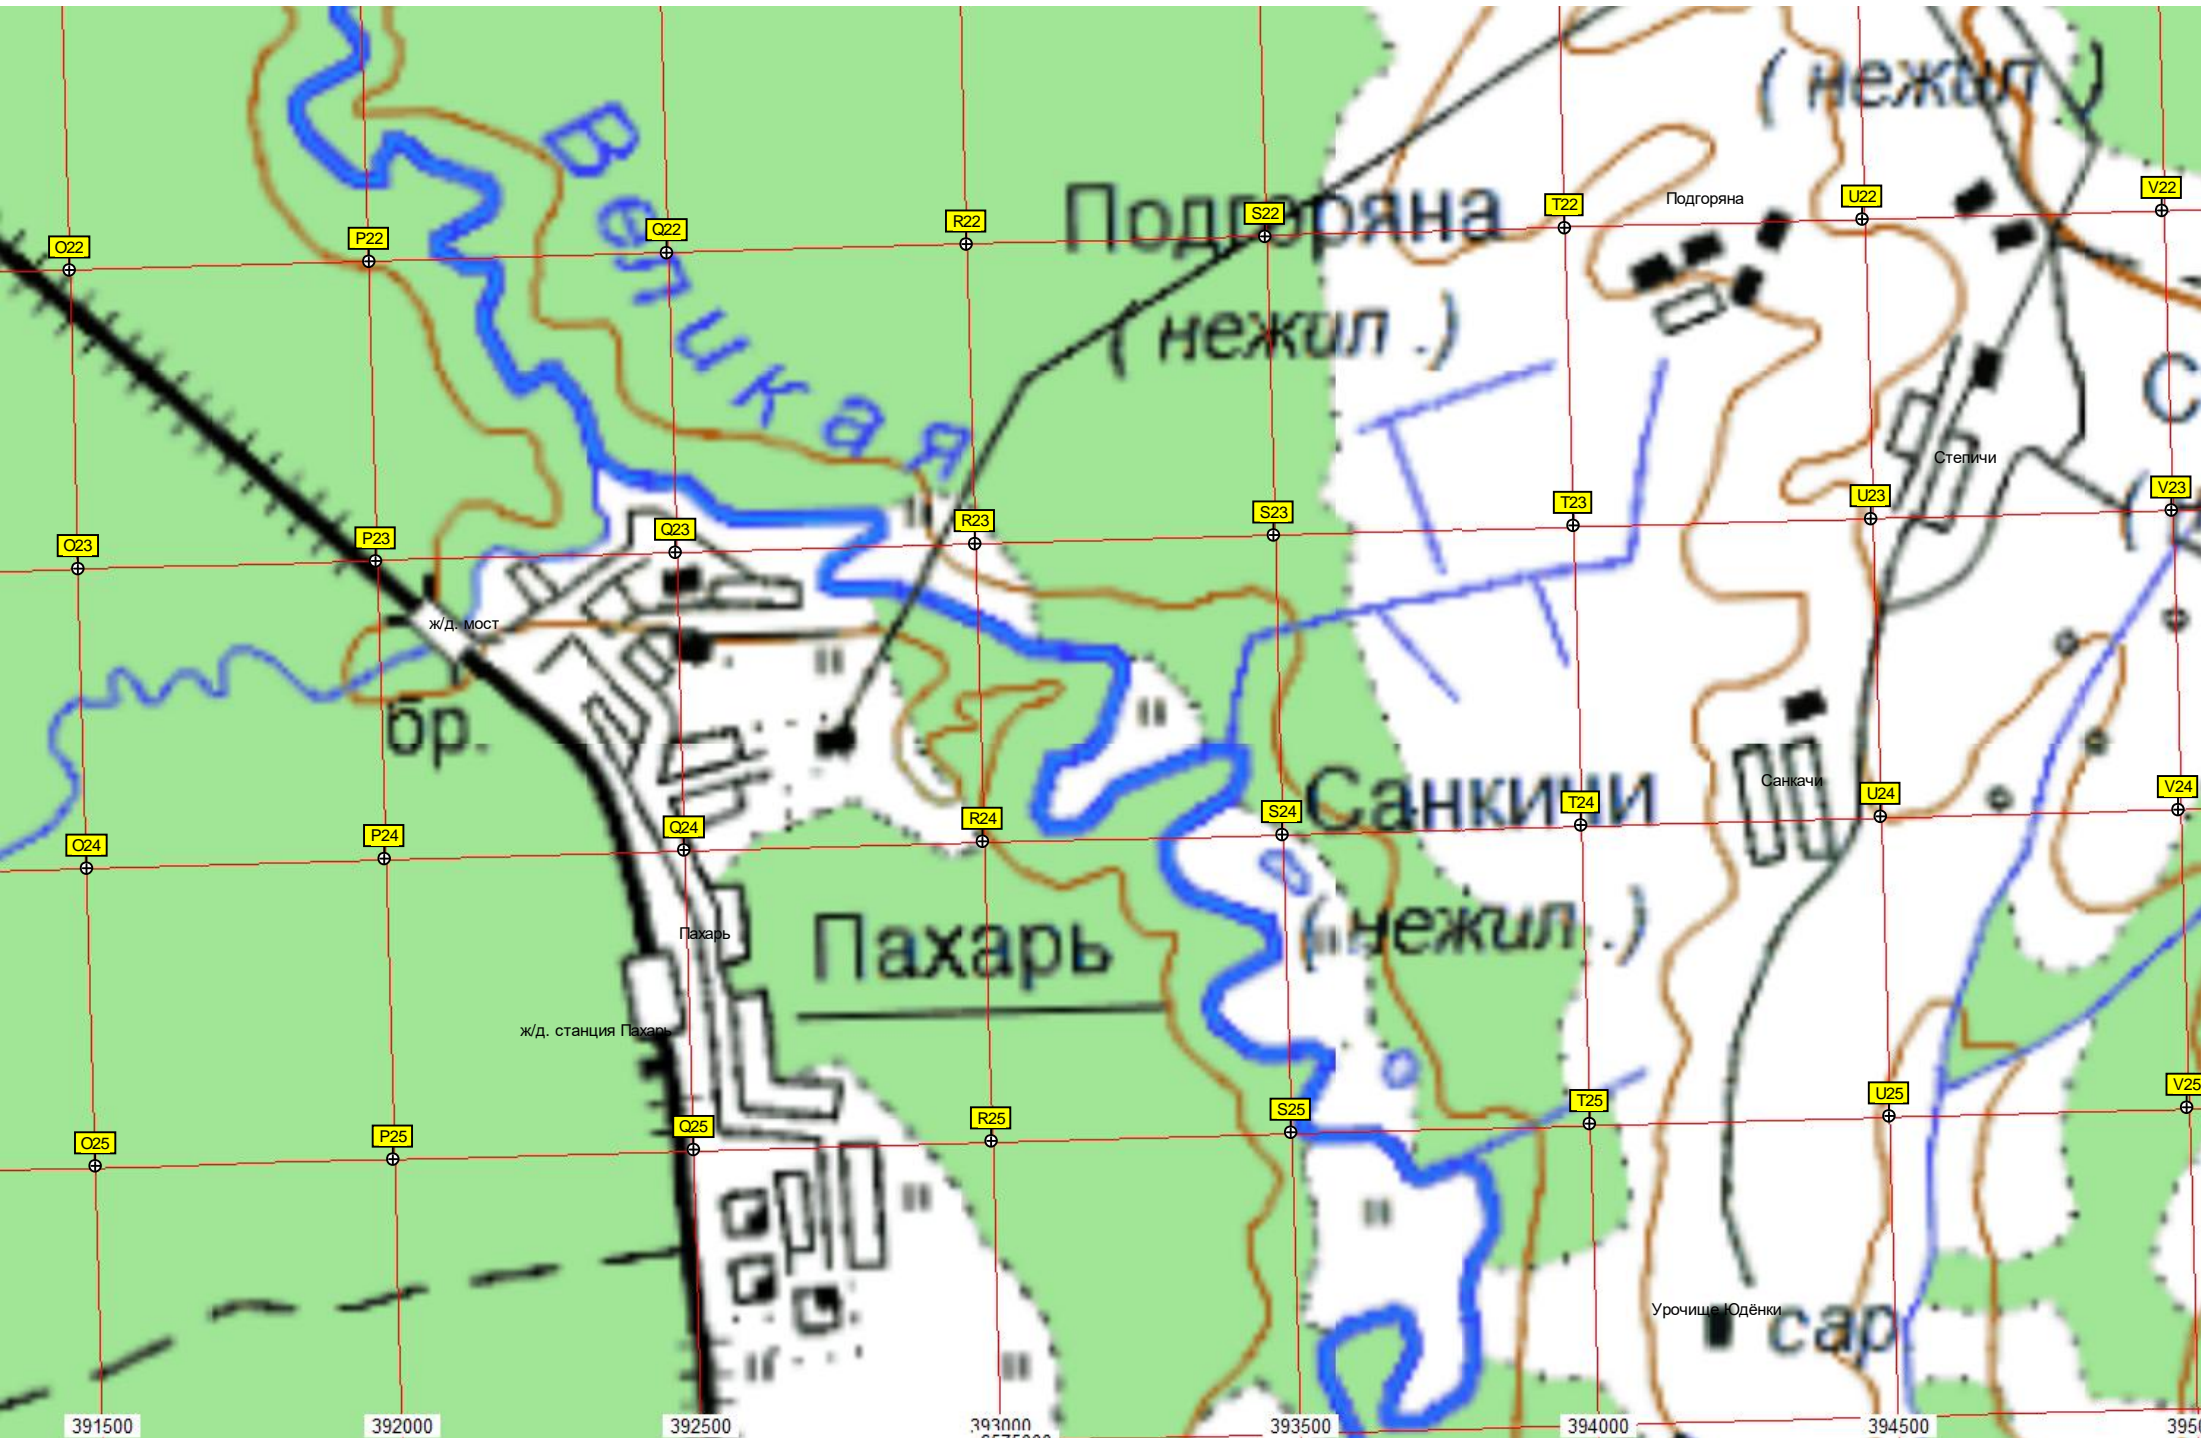 ( нежил )
Великая
Подгоряна
Подгоряна
V22
U22
T22
S22
R22
Q22
P22
O22
( нежил .)
С
Степичи
V23
U23
T23
S23
R23
Q23
P23
O23
(
ж/д. мост
бр.
Санкичи
Санкачи
V24
U24
T24
S24
R24
Q24
P24
O24
( нежил .)
Пахарь
Пахарь
ж/д. станция Пахарь
V25
U25
T25
S25
R25
Q25
P25
O25
Урочище Юдёнки
сар
391500
392000
392500
393000
393500
394000
394500